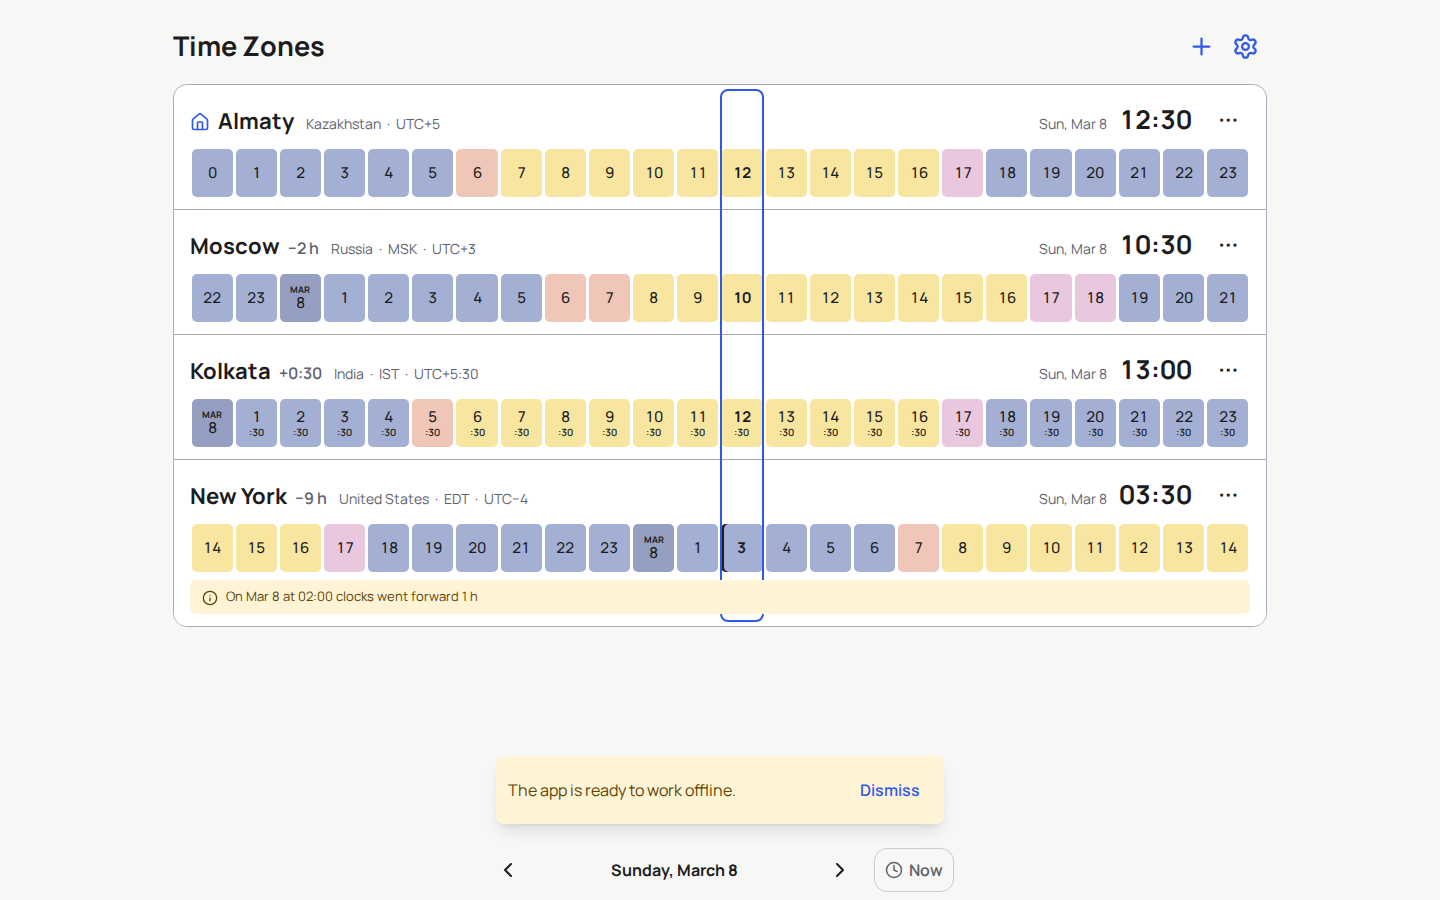 Time Zones
Almaty Kazakhstan · UTC+5 Sun, Mar 8 12:30 ···
0 1 2 3 4 5 6 7 8 9 10 11 12 13 14 15 16 17 18 19 20 21 22 23
Moscow −2 h Russia · MSK · UTC+3 Sun, Mar 8 10:30 ···
22 23 MAR 8 1 2 3 4 5 6 7 8 9 10 11 12 13 14 15 16 17 18 19 20 21
Kolkata +0:30 India · IST · UTC+5:30 Sun, Mar 8 13:00 ···
MAR 8 1:30 2:30 3:30 4:30 5:30 6:30 7:30 8:30 9:30 10:30 11:30 12:30 13:30 14:30 15:30 16:30 17:30 18:30 19:30 20:30 21:30 22:30 23:30
New York −9 h United States · EDT · UTC−4 Sun, Mar 8 03:30 ···
14 15 16 17 18 19 20 21 22 23 MAR 8 1 3 4 5 6 7 8 9 10 11 12 13 14
On Mar 8 at 02:00 clocks went forward 1 h
The app is ready to work offline. Dismiss
Sunday, March 8 Now